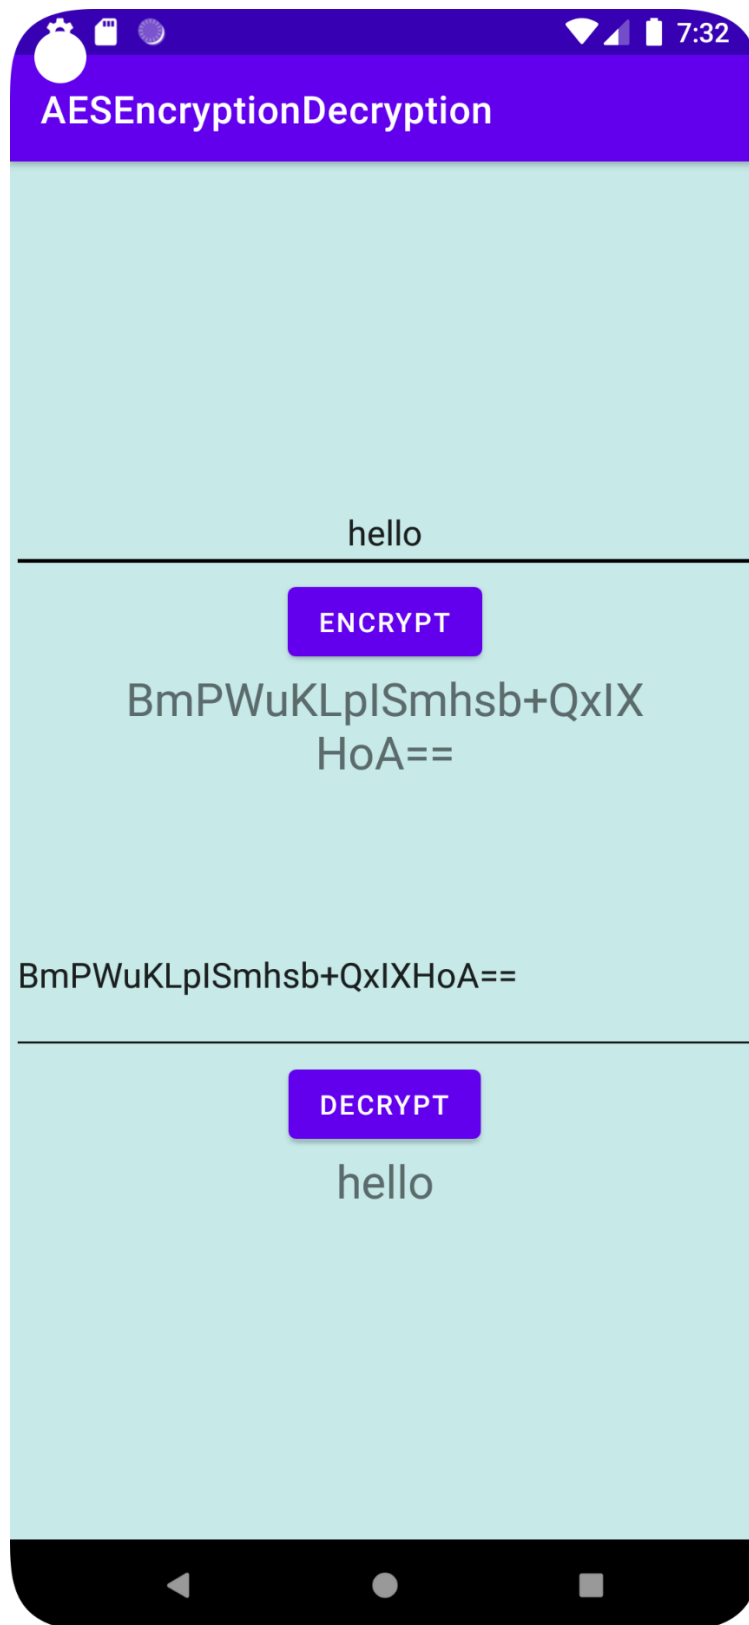 7:32
AESEncryptionDecryption
hello
ENCRYPT
BmPWuKLpISmhsb+QxIX
HoA==
BmPWuKLpISmhsb+QxIXHoA==
DECRYPT
hello